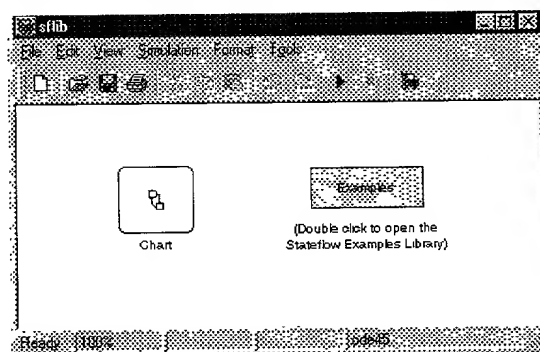 sflib
File Edit View Simulation Format Tools
Examples
Chart
(Double click to open the
Stateflow Examples Library)
Ready 100% ode45